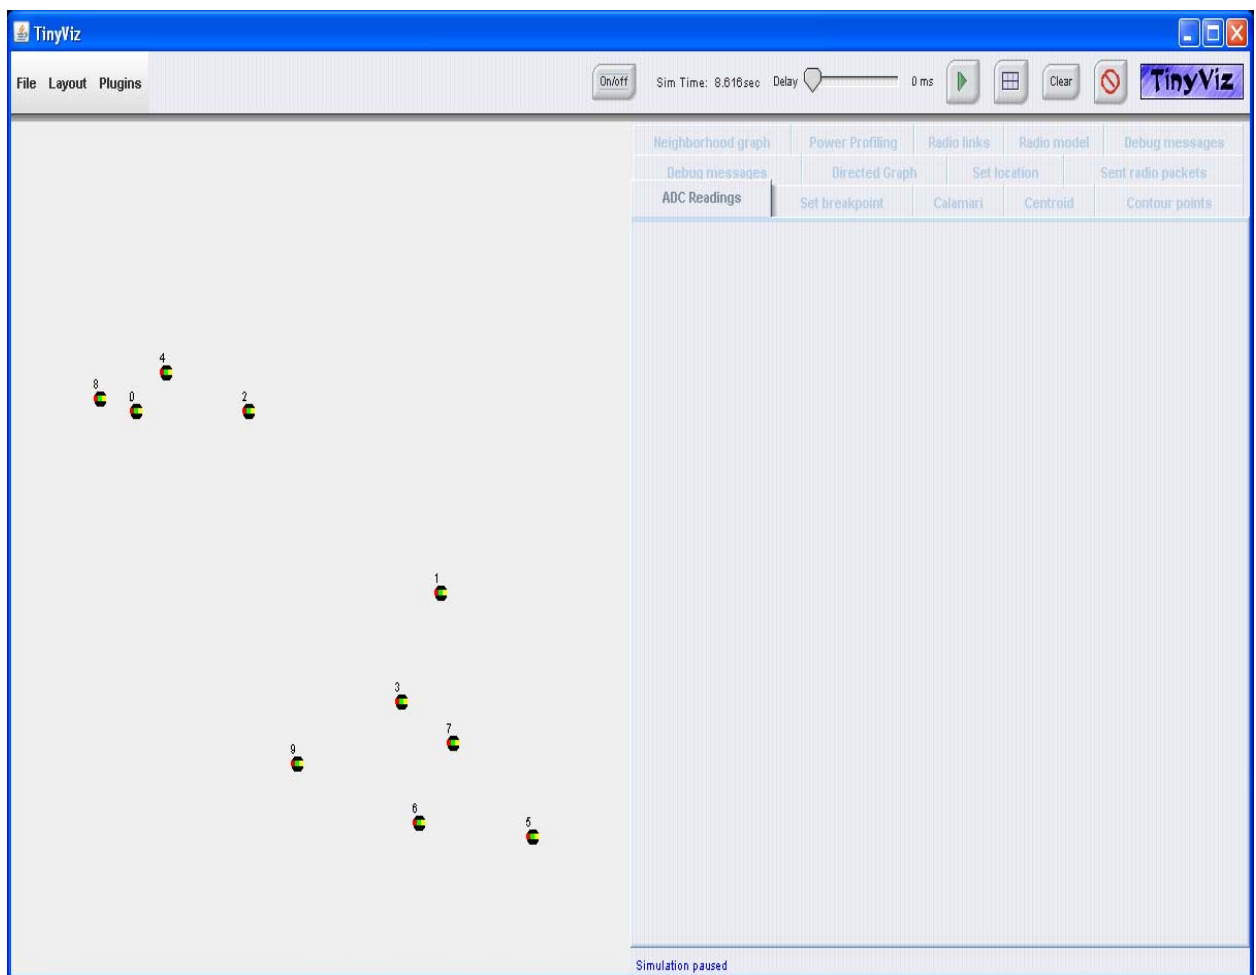 TinyViz
File Layout Plugins
On/off
Sim Time: 8.616sec
Delay
0 ms
Clear
TinyViz
Neighborhood graph
Power Profiling
Radio links
Radio model
Debug messages
Debug messages
Directed Graph
Set location
Sent radio packets
ADC Readings
Set breakpoint
Calamari
Centroid
Contour points
4
8
0
2
1
3
7
9
6
5
Simulation paused